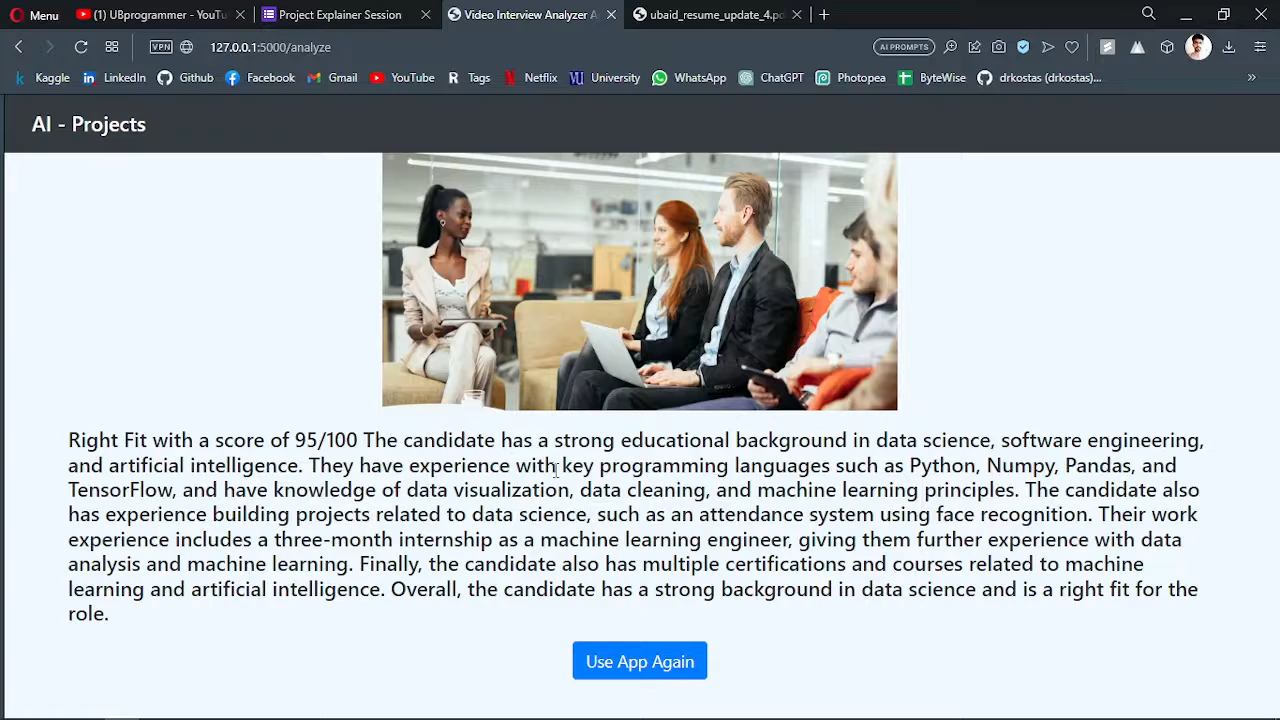 Menu
(1) UBprogrammer - YouTu
Project Explainer Session
Video Interview Analyzer A
ubaid_resume_update_4.po
VPN
127.0.0.1:5000/analyze
AI PROMPTS
Kaggle
LinkedIn
Github
Facebook
Gmail
YouTube
Tags
Netflix
University
WhatsApp
ChatGPT
Photopea
ByteWise
drkostas (drkostas)...
AI - Projects
Right Fit with a score of 95/100 The candidate has a strong educational background in data science, software engineering,
and artificial intelligence. They have experience with key programming languages such as Python, Numpy, Pandas, and
TensorFlow, and have knowledge of data visualization, data cleaning, and machine learning principles. The candidate also
has experience building projects related to data science, such as an attendance system using face recognition. Their work
experience includes a three-month internship as a machine learning engineer, giving them further experience with data
analysis and machine learning. Finally, the candidate also has multiple certifications and courses related to machine
learning and artificial intelligence. Overall, the candidate has a strong background in data science and is a right fit for the
role.
Use App Again